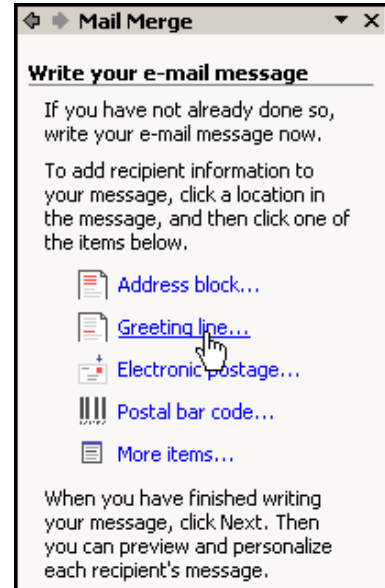 Mail Merge
Write your e-mail message
If you have not already done so,
write your e-mail message now.
To add recipient information to
your message, click a location in
the message, and then click one of
the items below.
Address block...
Greeting line...
Electronic postage...
Postal bar code...
More items...
When you have finished writing
your message, click Next. Then
you can preview and personalize
each recipient's message.